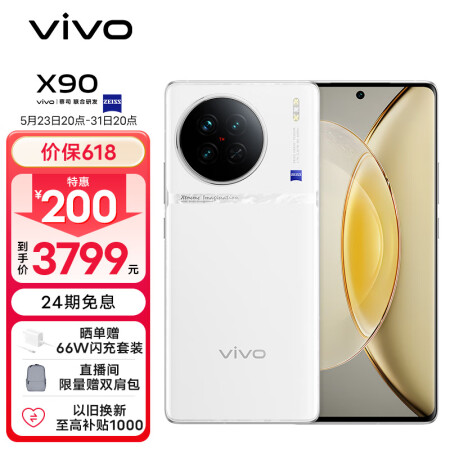 vivo
X90
vivo | 蔡司 联合研发 ZEISS
5月23日20点-31日20点
价保618
特惠
¥200
到手价 3799元
24期免息
晒单赠
66W闪充套装
直播间
限量赠双肩包
以旧换新
至高补贴1000
ZEISS
Xtreme Imagination
vivo